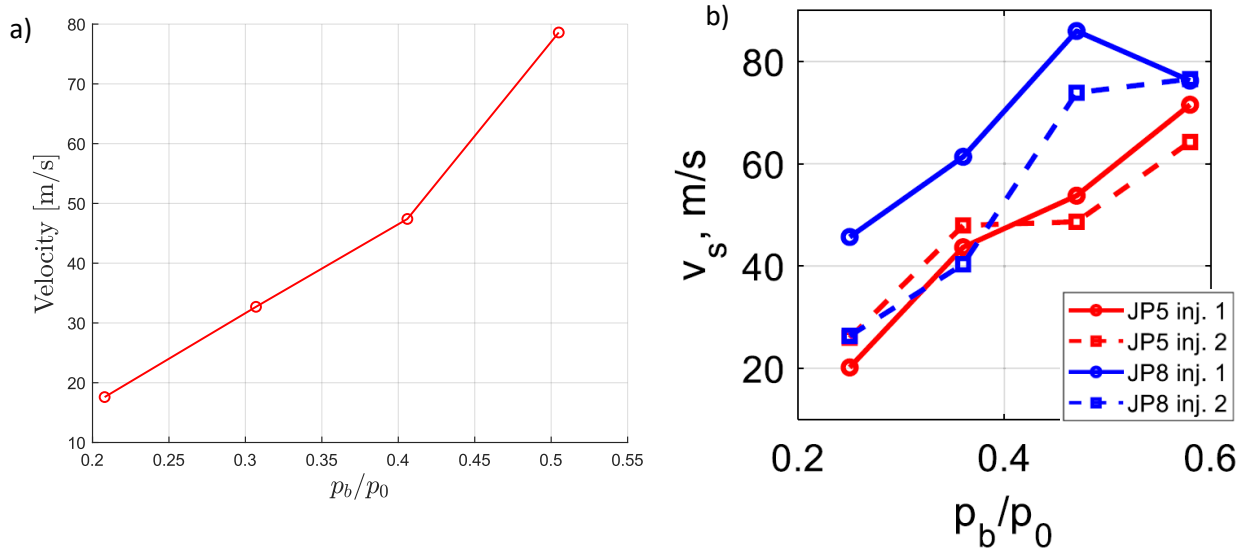 a)
80
70
60
50
40
30
20
10
Velocity [m/s]
0.2 0.25 0.3 0.35 0.4 0.45 0.5 0.55
p_b/p_0
b)
80
60
40
20
v_s, m/s
JP5 inj. 1
JP5 inj. 2
JP8 inj. 1
JP8 inj. 2
0.2 0.4 0.6
p_b/p_0